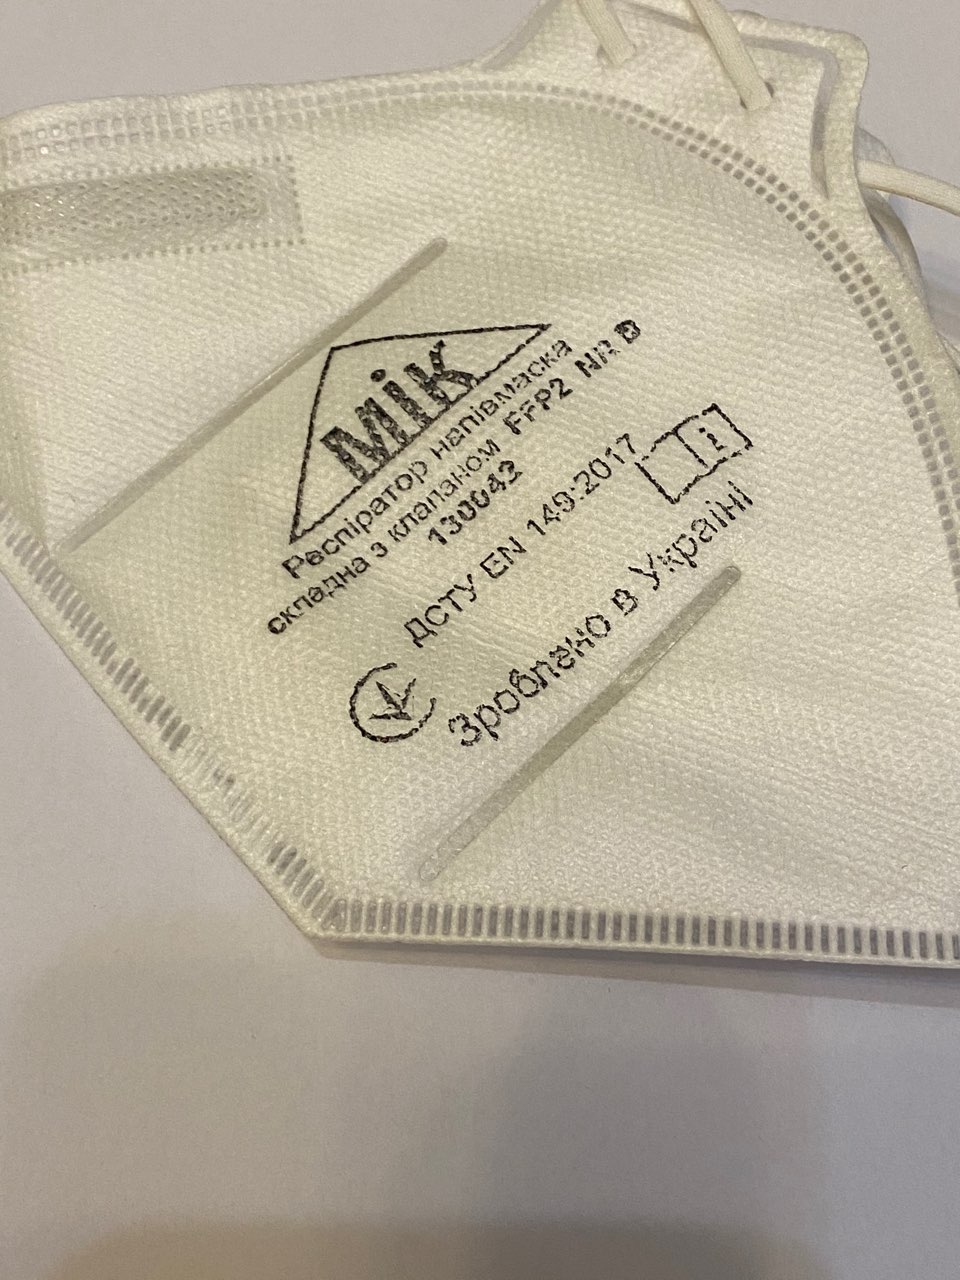 МІК
Респіратор напівмаска
складна з клапаном FFP2 NR B
130042
ДСТУ EN 149:2017
i
Зроблено в Україні